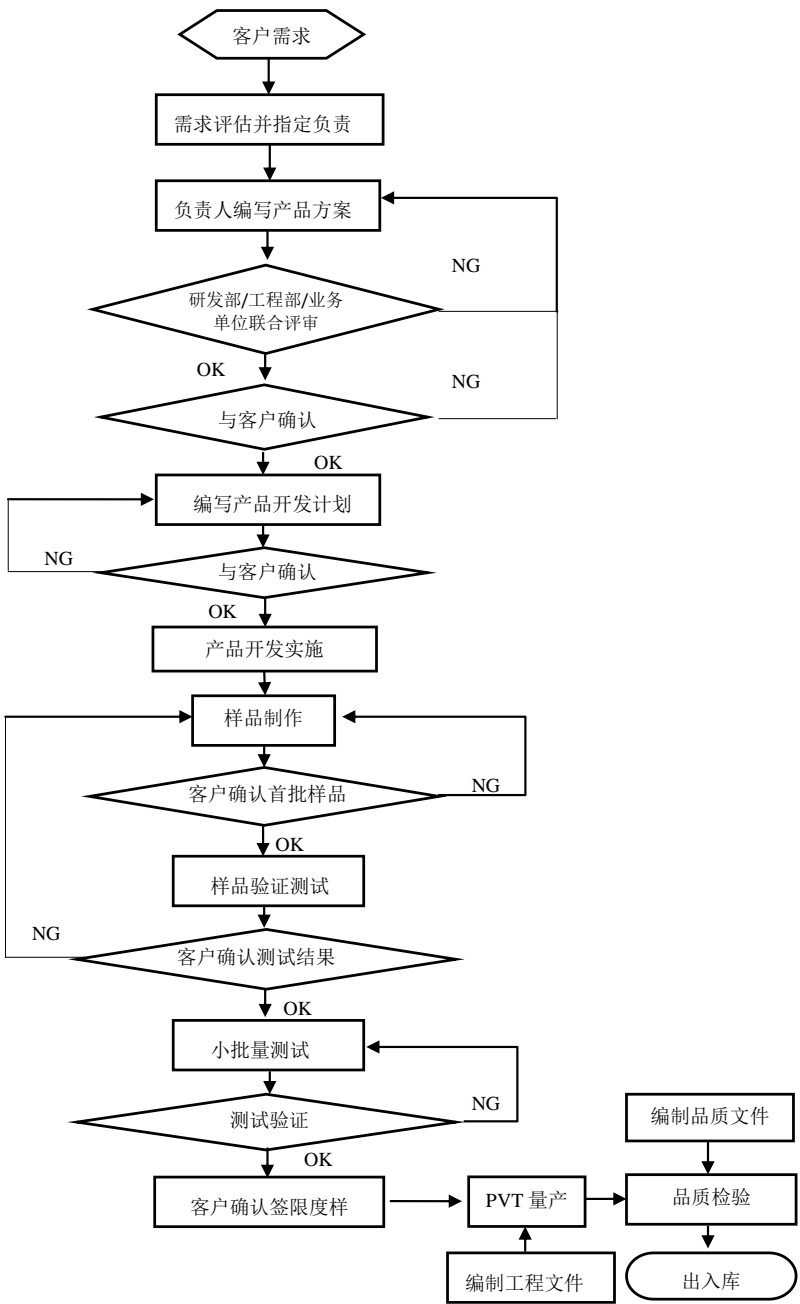 客户需求
需求评估并指定负责
负责人编写产品方案
NG
研发部/工程部/业务
单位联合评审
OK
NG
与客户确认
OK
编写产品开发计划
NG
与客户确认
OK
产品开发实施
样品制作
NG
客户确认首批样品
OK
样品验证测试
NG
客户确认测试结果
OK
小批量测试
NG
测试验证
编制品质文件
OK
客户确认签限度样
PVT 量产
品质检验
编制工程文件
出入库